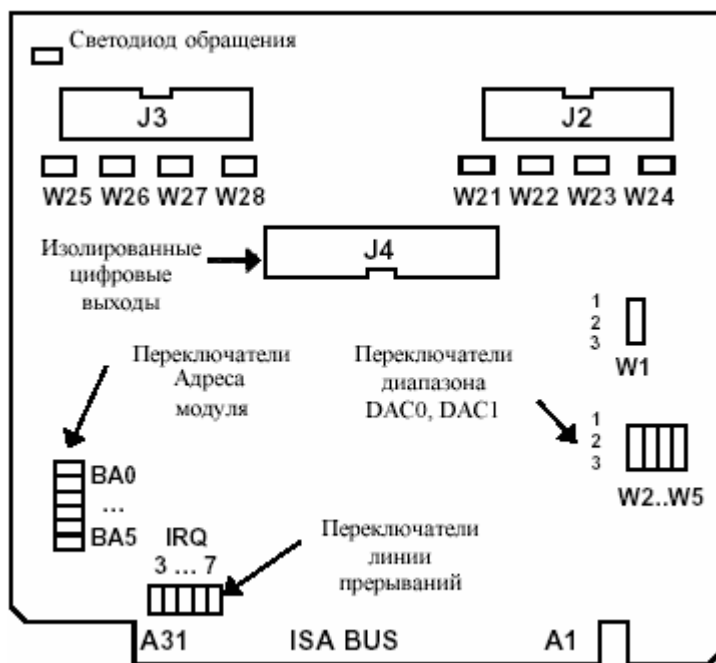 Светодиод обращения
J3
J2
W25 W26 W27 W28
W21 W22 W23 W24
Изолированные
цифровые
выходы
J4
1
2
3
W1
Переключатели
Адреса
модуля
Переключатели
диапазона
DAC0, DAC1
1
2
3
W2..W5
BA0
...
BA5
IRQ
3 ... 7
Переключатели
линии
прерываний
A31 ISA BUS A1